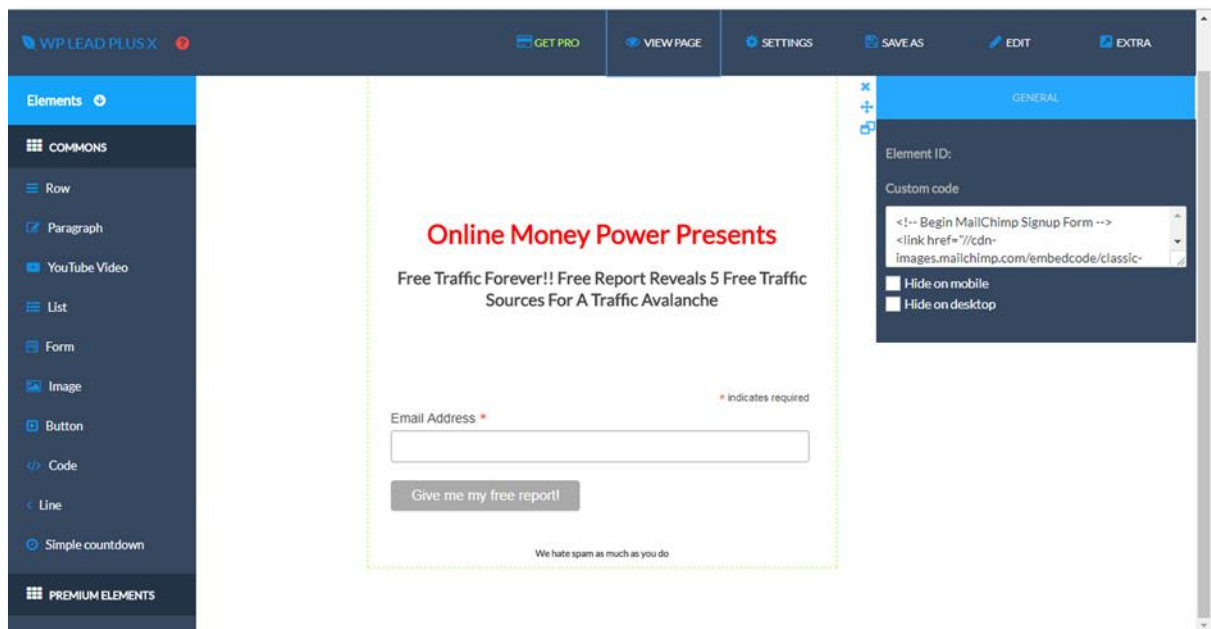 WP LEAD PLUS X ?
GET PRO
VIEW PAGE
SETTINGS
SAVE AS
EDIT
EXTRA
Elements
COMMONS
Row
Paragraph
YouTube Video
List
Form
Image
Button
Code
Line
Simple countdown
PREMIUM ELEMENTS
Online Money Power Presents
Free Traffic Forever!! Free Report Reveals 5 Free Traffic
Sources For A Traffic Avalanche
* indicates required
Email Address *
Give me my free report!
We hate spam as much as you do
GENERAL
Element ID:
Custom code
<!-- Begin MailChimp Signup Form -->
<link href="//cdn-
images.mailchimp.com/embedcode/classic-
Hide on mobile
Hide on desktop